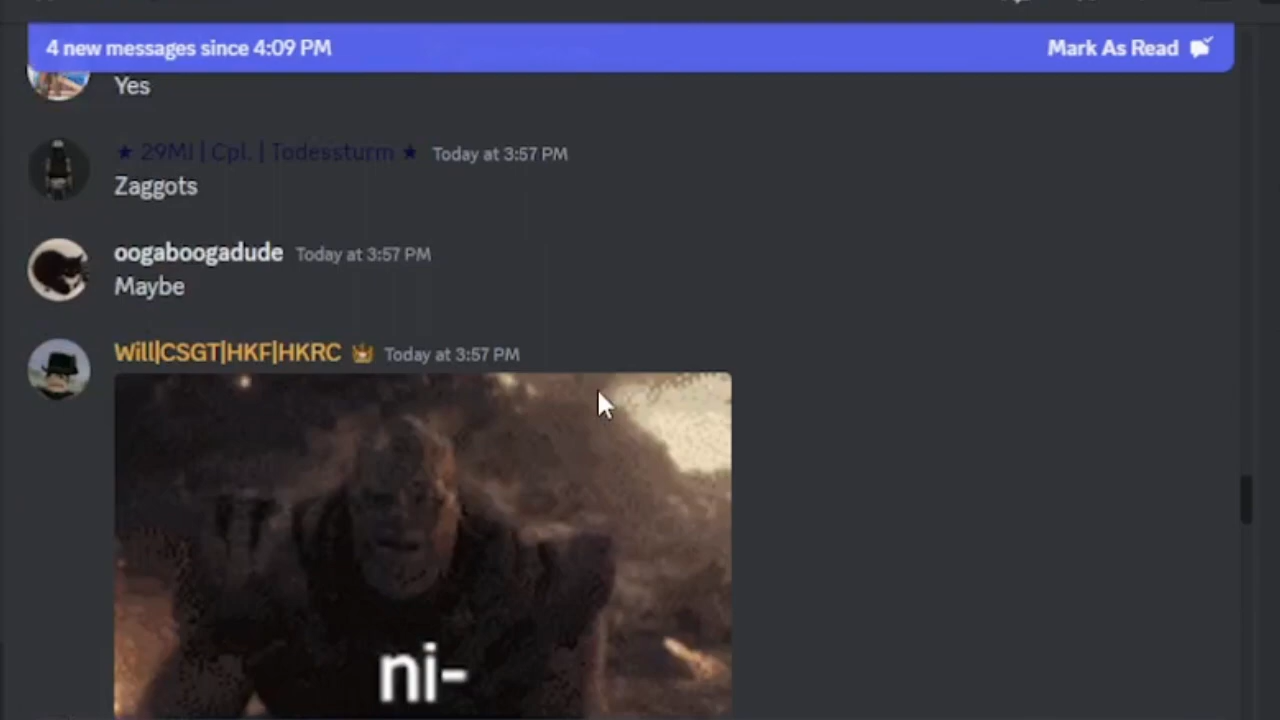 4 new messages since 4:09 PM Mark As Read
Yes
★ 29MI | Cpl. | Todessturm ★ Today at 3:57 PM
Zaggots
oogaboogadude Today at 3:57 PM
Maybe
Will|CSGT|HKF|HKRC Today at 3:57 PM
ni-